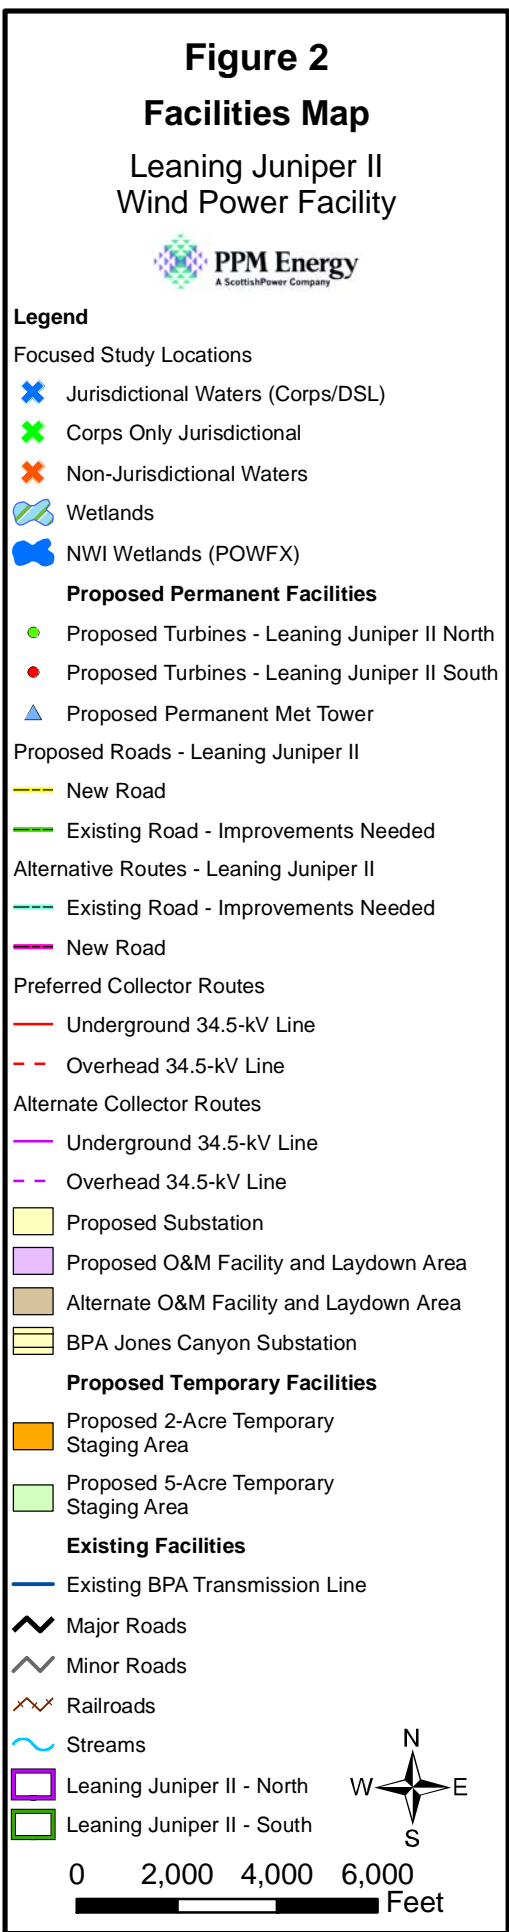 Figure 2
Facilities Map
Leaning Juniper II
Wind Power Facility
PPM Energy
A ScottishPower Company
Legend
Focused Study Locations
Jurisdictional Waters (Corps/DSL)
Corps Only Jurisdictional
Non-Jurisdictional Waters
Wetlands
NWI Wetlands (POWFX)
Proposed Permanent Facilities
Proposed Turbines - Leaning Juniper II North
Proposed Turbines - Leaning Juniper II South
Proposed Permanent Met Tower
Proposed Roads - Leaning Juniper II
New Road
Existing Road - Improvements Needed
Alternative Routes - Leaning Juniper II
Existing Road - Improvements Needed
New Road
Preferred Collector Routes
Underground 34.5-kV Line
Overhead 34.5-kV Line
Alternate Collector Routes
Underground 34.5-kV Line
Overhead 34.5-kV Line
Proposed Substation
Proposed O&M Facility and Laydown Area
Alternate O&M Facility and Laydown Area
BPA Jones Canyon Substation
Proposed Temporary Facilities
Proposed 2-Acre Temporary
Staging Area
Proposed 5-Acre Temporary
Staging Area
Existing Facilities
Existing BPA Transmission Line
Major Roads
Minor Roads
Railroads
Streams
Leaning Juniper II - North
Leaning Juniper II - South
N
W E
S
0 2,000 4,000 6,000
Feet